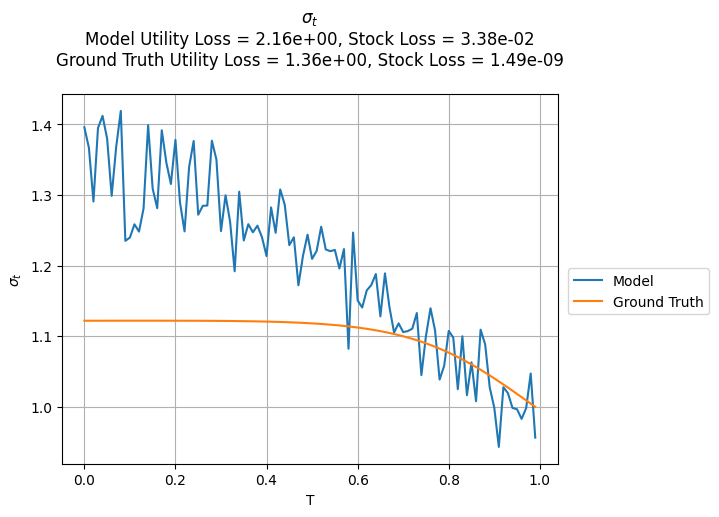 σt
Model Utility Loss = 2.16e+00, Stock Loss = 3.38e-02
Ground Truth Utility Loss = 1.36e+00, Stock Loss = 1.49e-09
1.4
1.3
1.2
1.1
1.0
σt
0.0 0.2 0.4 0.6 0.8 1.0
T
Model
Ground Truth